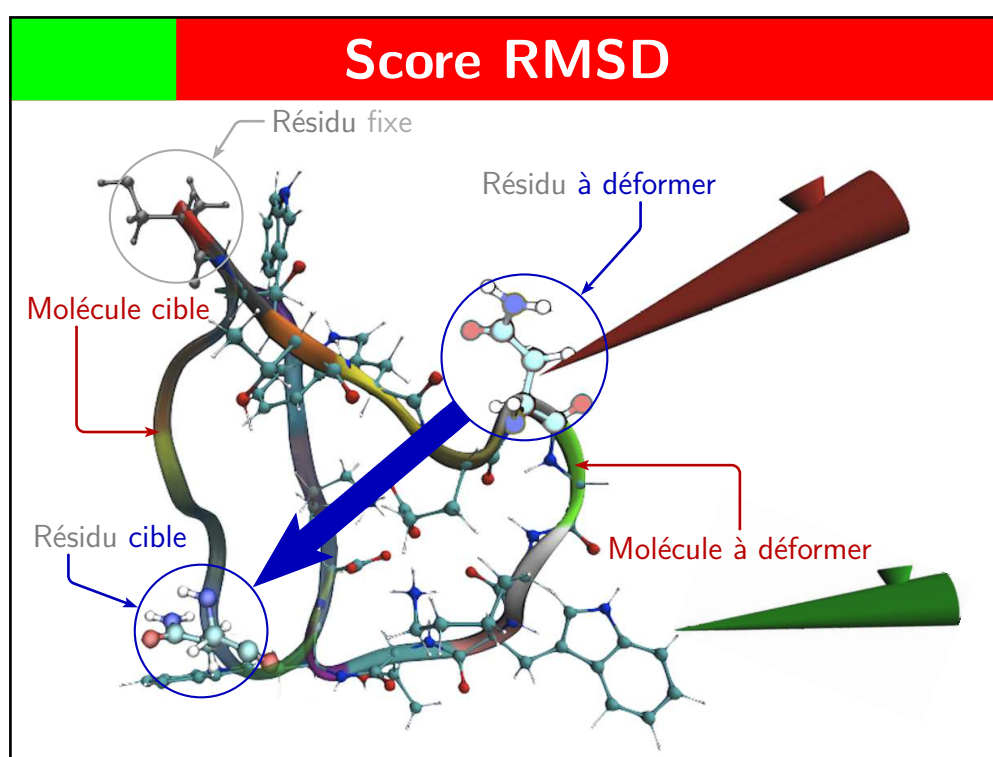 Score RMSD
Résidu fixe
Résidu à déformer
Molécule cible
Résidu cible
Molécule à déformer